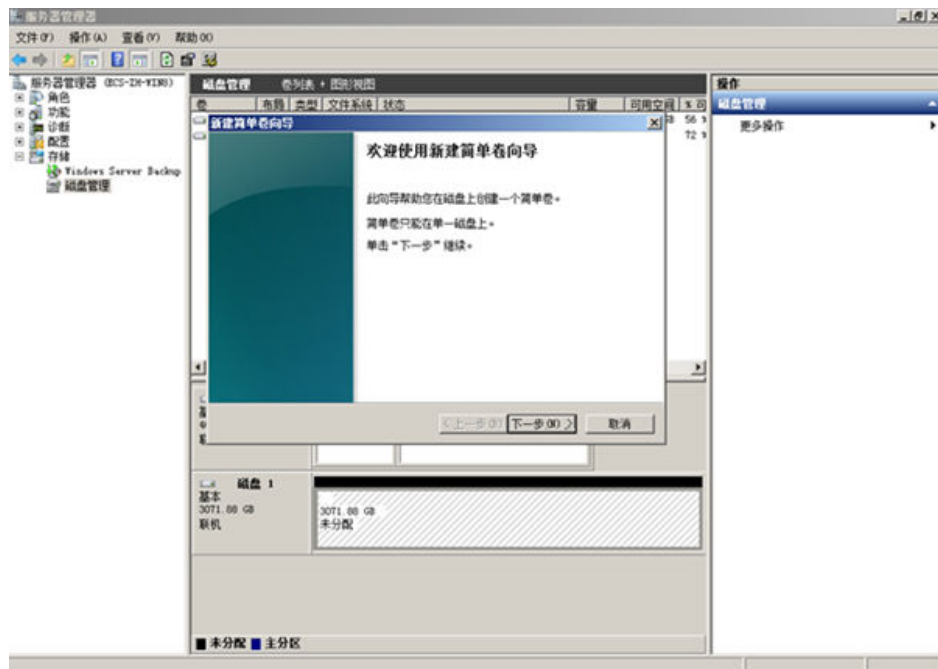 服务器管理器
文件(F) 操作(A) 查看(V) 帮助(H)
服务器管理器 (ECS-ZH-WIN8)
角色
功能
诊断
配置
存储
Windows Server Backup
磁盘管理
磁盘管理 卷列表 + 图形视图
卷 布局 类型 文件系统 状态 容量 可用空间 % 可
56 %
72 %
新建简单卷向导
欢迎使用新建简单卷向导
此向导帮助您在磁盘上创建一个简单卷。
简单卷只能在单一磁盘上。
单击“下一步”继续。
<上一步(B) 下一步(N) > 取消
磁盘 1
基本
3071.88 GB
联机
3071.88 GB
未分配
未分配 主分区
操作
磁盘管理
更多操作